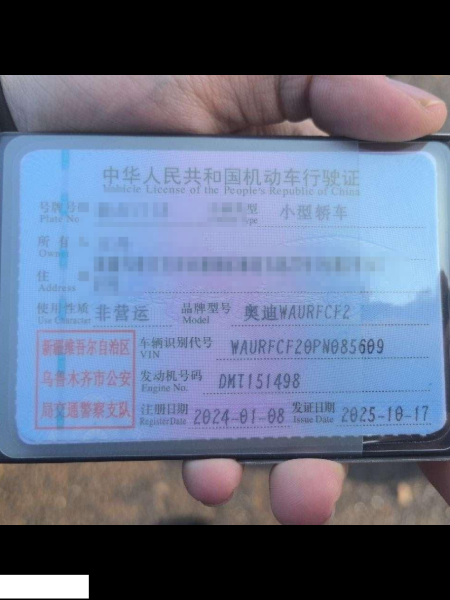 中华人民共和国机动车行驶证
Vehicle License of the People's Republic of China
号牌号
Plate No
型
ype
小型轿车
所 有
Owner
住
Address
使用性质 非营运
Use Character
品牌型号 奥迪WAURFCF2
Model
新疆维吾尔自治区
乌鲁木齐市公安
局交通警察支队
车辆识别代号 WAURFCF20PN085609
VIN
发动机号码 DMT151498
Engine No.
注册日期 2024-01-08 发证日期 2025-10-17
RegisterDate Issue Date